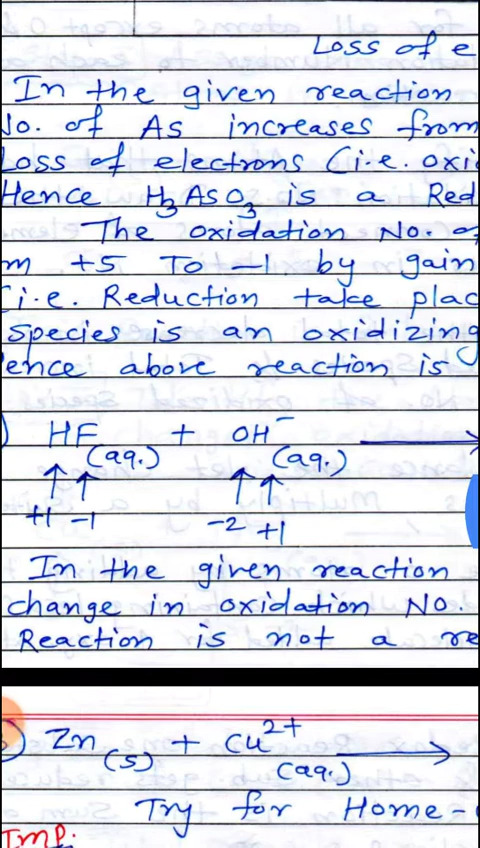 Loss of e
In the given reaction
No. of As increases from
Loss of electrons (i.e. oxi
Hence H₃AsO₃ is a Red
The oxidation No. o
m +5 To -1 by gain
i.e. Reduction take plac
species is an oxidizing
ence above reaction is
) HF (aq.) + OH⁻ (aq.) ⟶
↑ ↑ ↑ ↑
+1 -1 -2 +1
In the given reaction
change in oxidation No.
Reaction is not a re
) Zn (s) + Cu²⁺ (aq.) ⟶
Try for Home-
Imp: